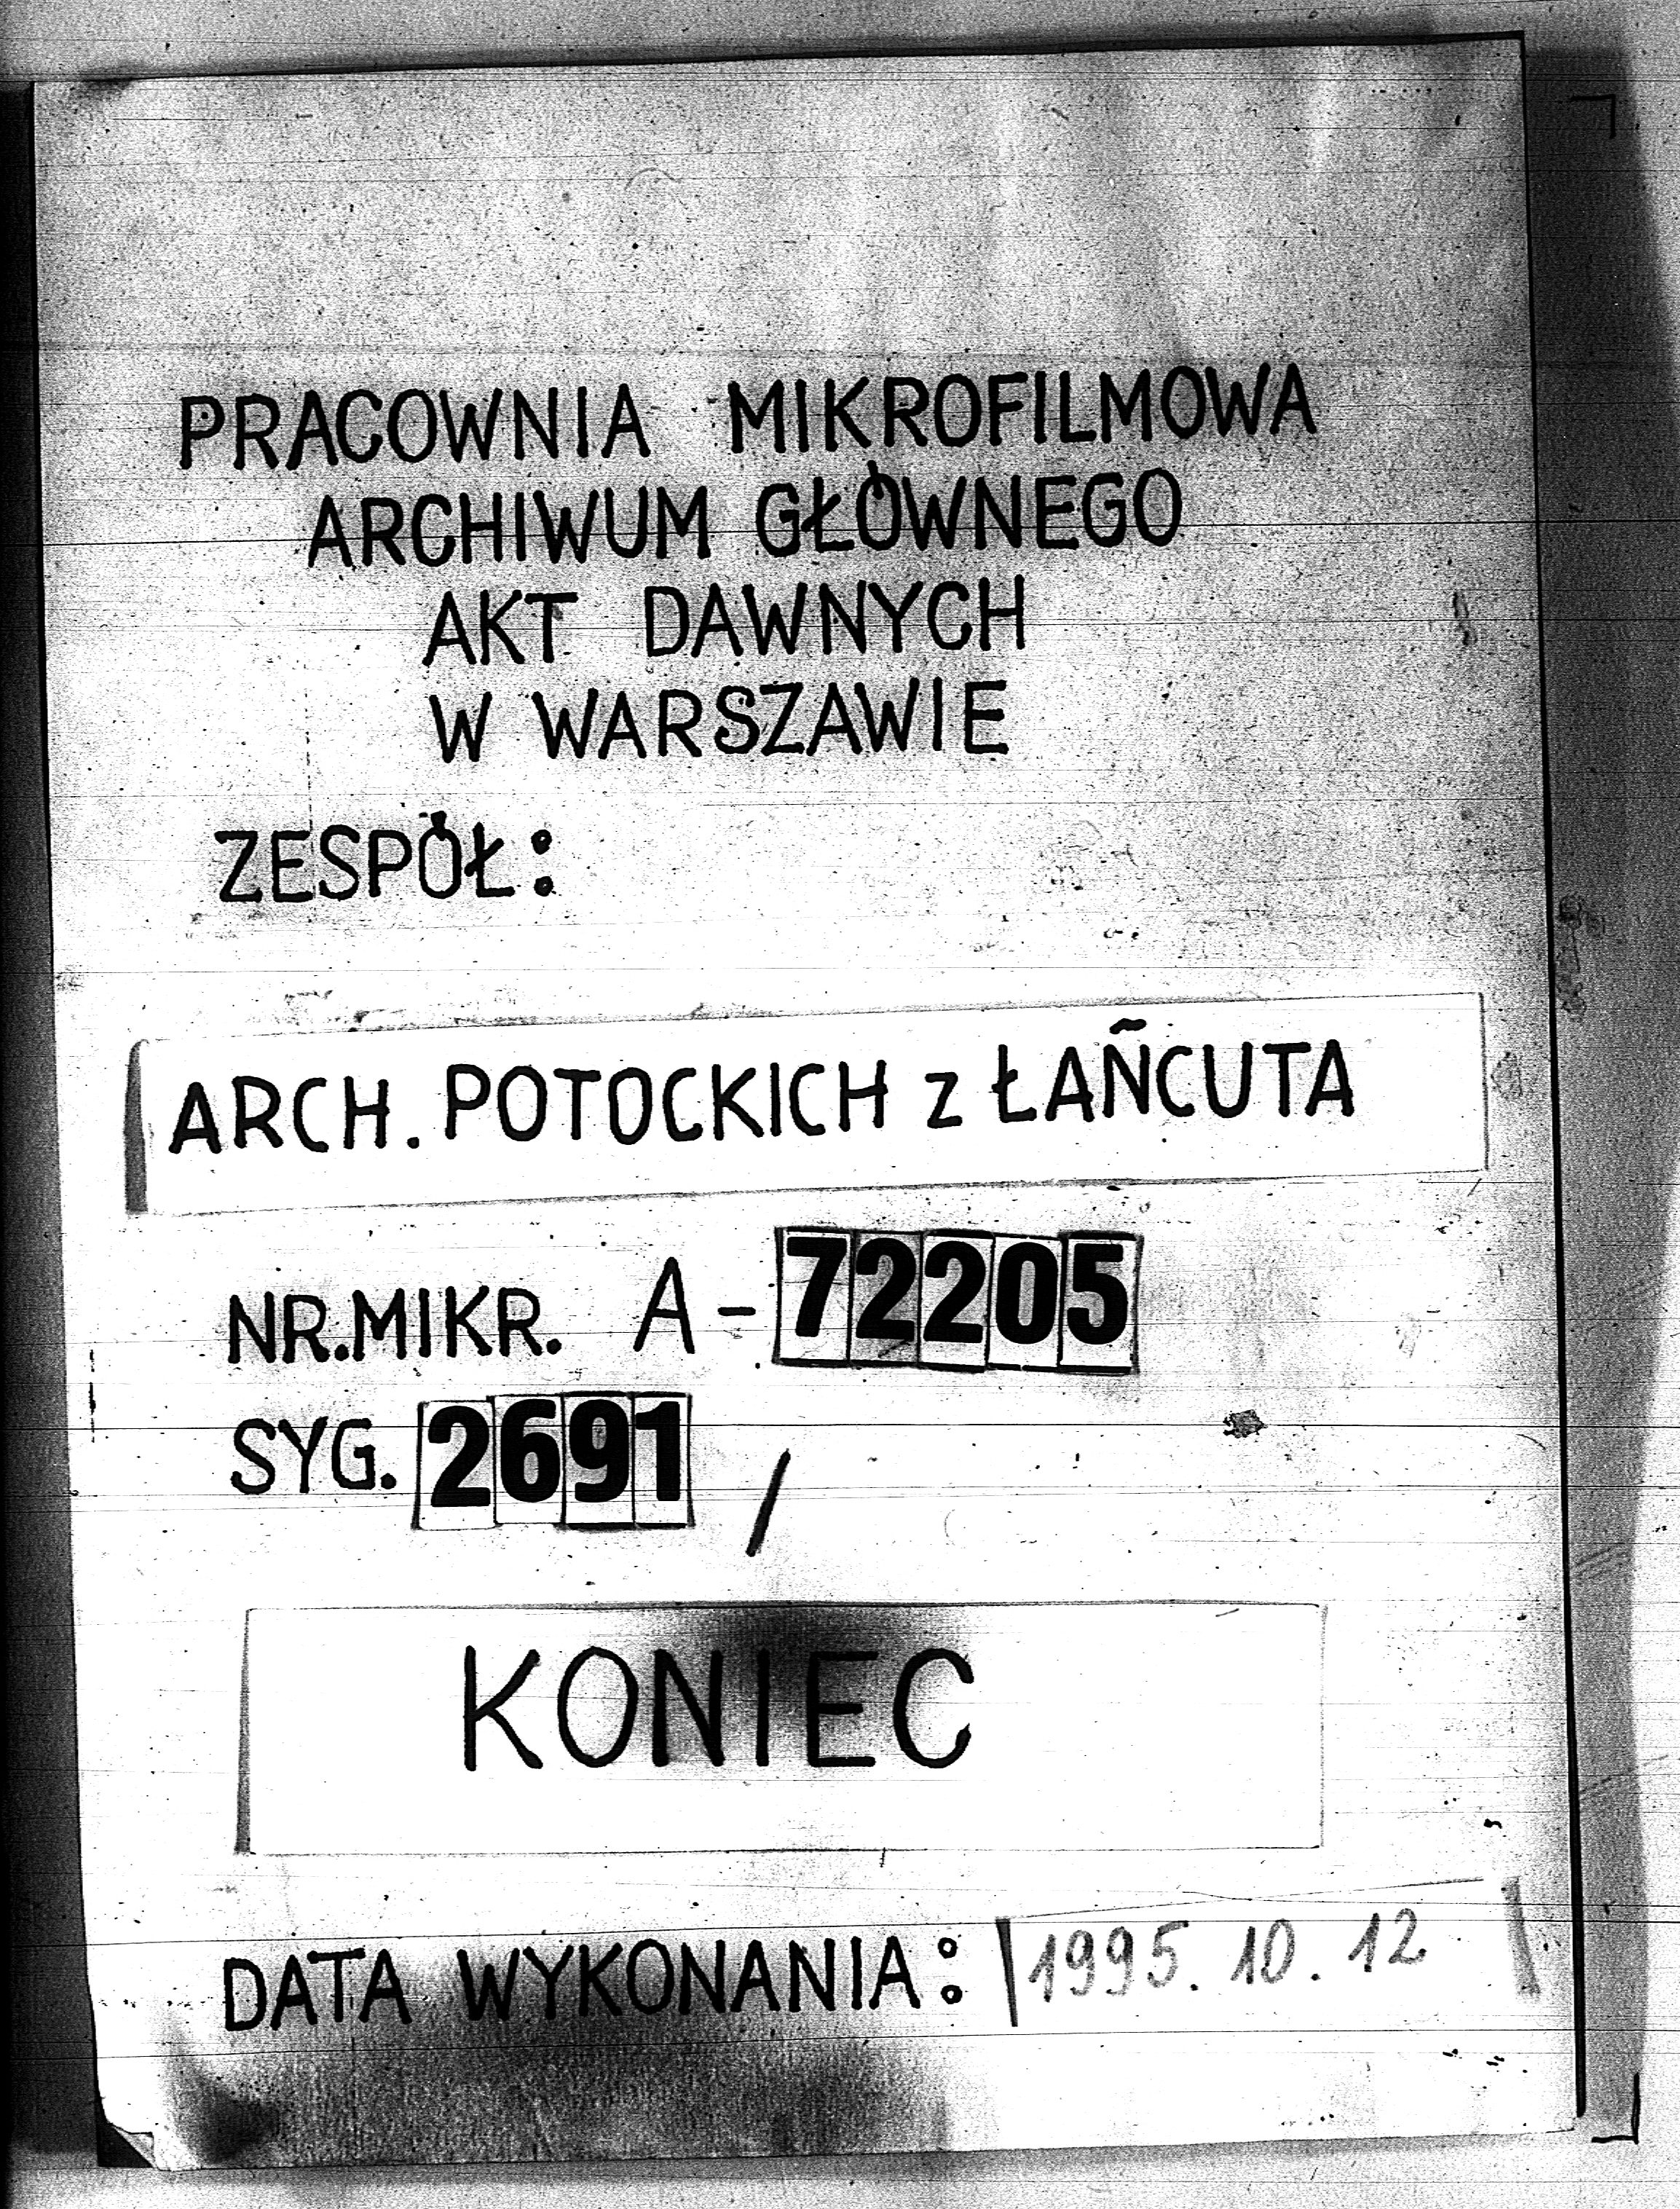 PRACOWNIA MIKROFILMOWA
ARCHIWUM GŁÓWNEGO
AKT DAWNYCH
W WARSZAWIE
ZESPÓŁ:
ARCH. POTOCKICH z ŁAÑCUTA
NR.MIKR. A-72205
SYG. 2691 /
KONIEC
DATA WYKONANIA: 1995. 10. 12